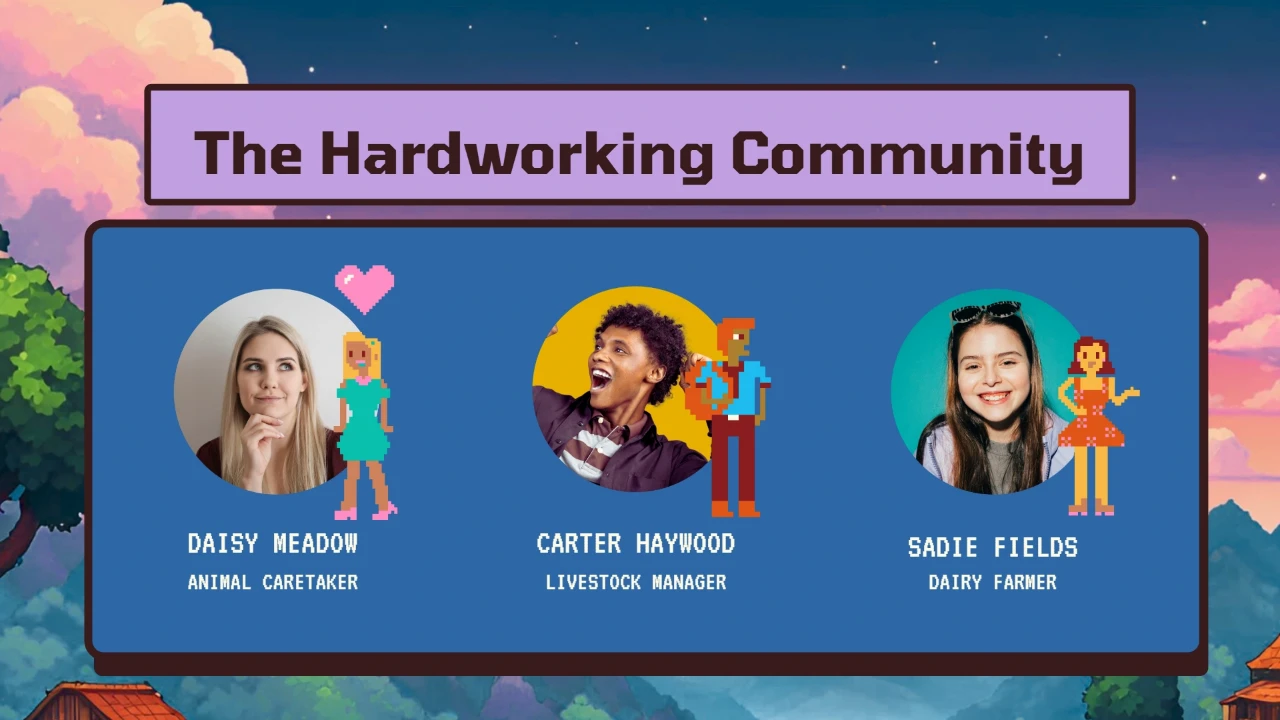 The Hardworking Community
DAISY MEADOW
ANIMAL CARETAKER
CARTER HAYWOOD
LIVESTOCK MANAGER
SADIE FIELDS
DAIRY FARMER